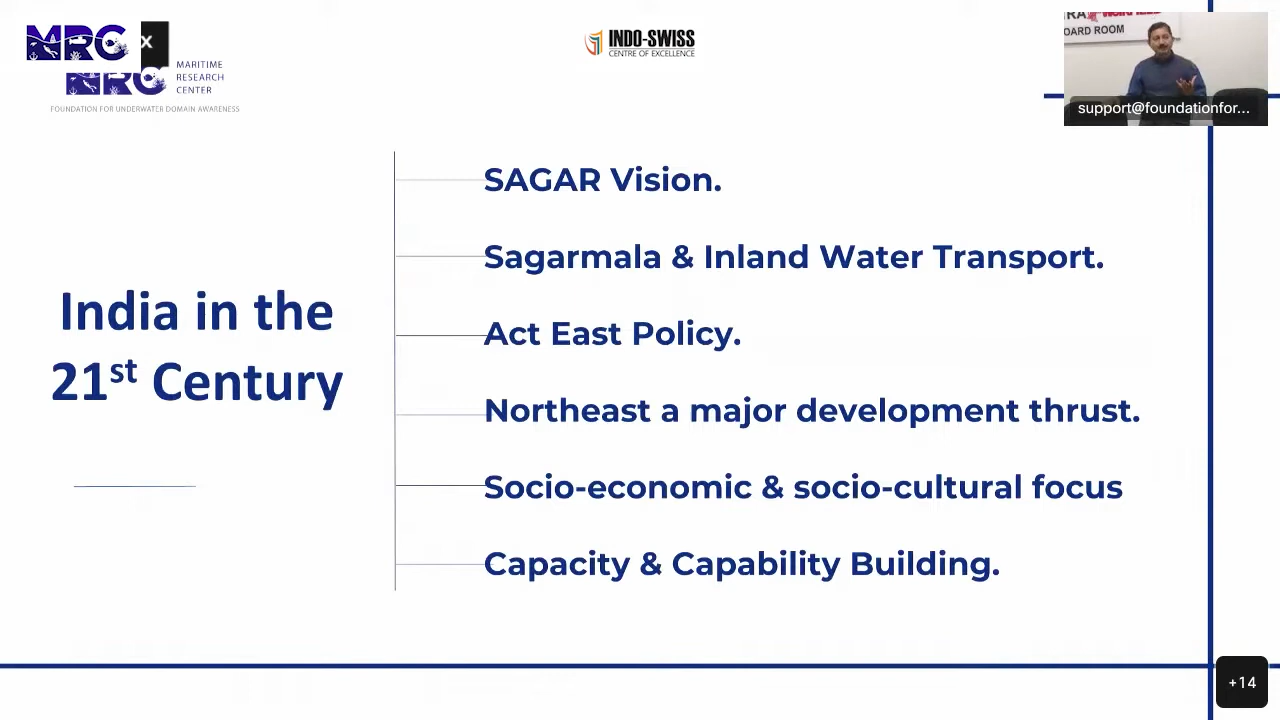 MRC
x
MRC
MARITIME
RESEARCH
CENTER
FOUNDATION FOR UNDERWATER DOMAIN AWARENESS
INDO-SWISS
CENTRE OF EXCELLENCE
OARD ROOM
support@foundationfor...
India in the
21st Century
SAGAR Vision.
Sagarmala & Inland Water Transport.
Act East Policy.
Northeast a major development thrust.
Socio-economic & socio-cultural focus
Capacity & Capability Building.
+14